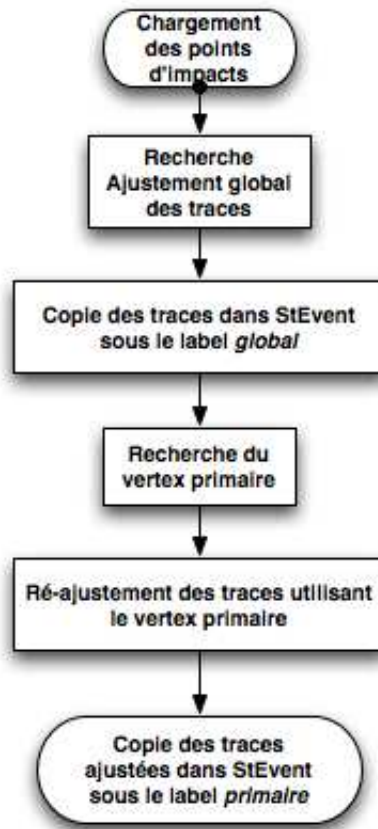 Chargement
des points
d'impacts
Recherche
Ajustement global
des traces
Copie des traces dans StEvent
sous le label global
Recherche du
vertex primaire
Ré-ajustement des traces utilisant
le vertex primaire
Copie des traces
ajustées dans StEvent
sous le label primaire